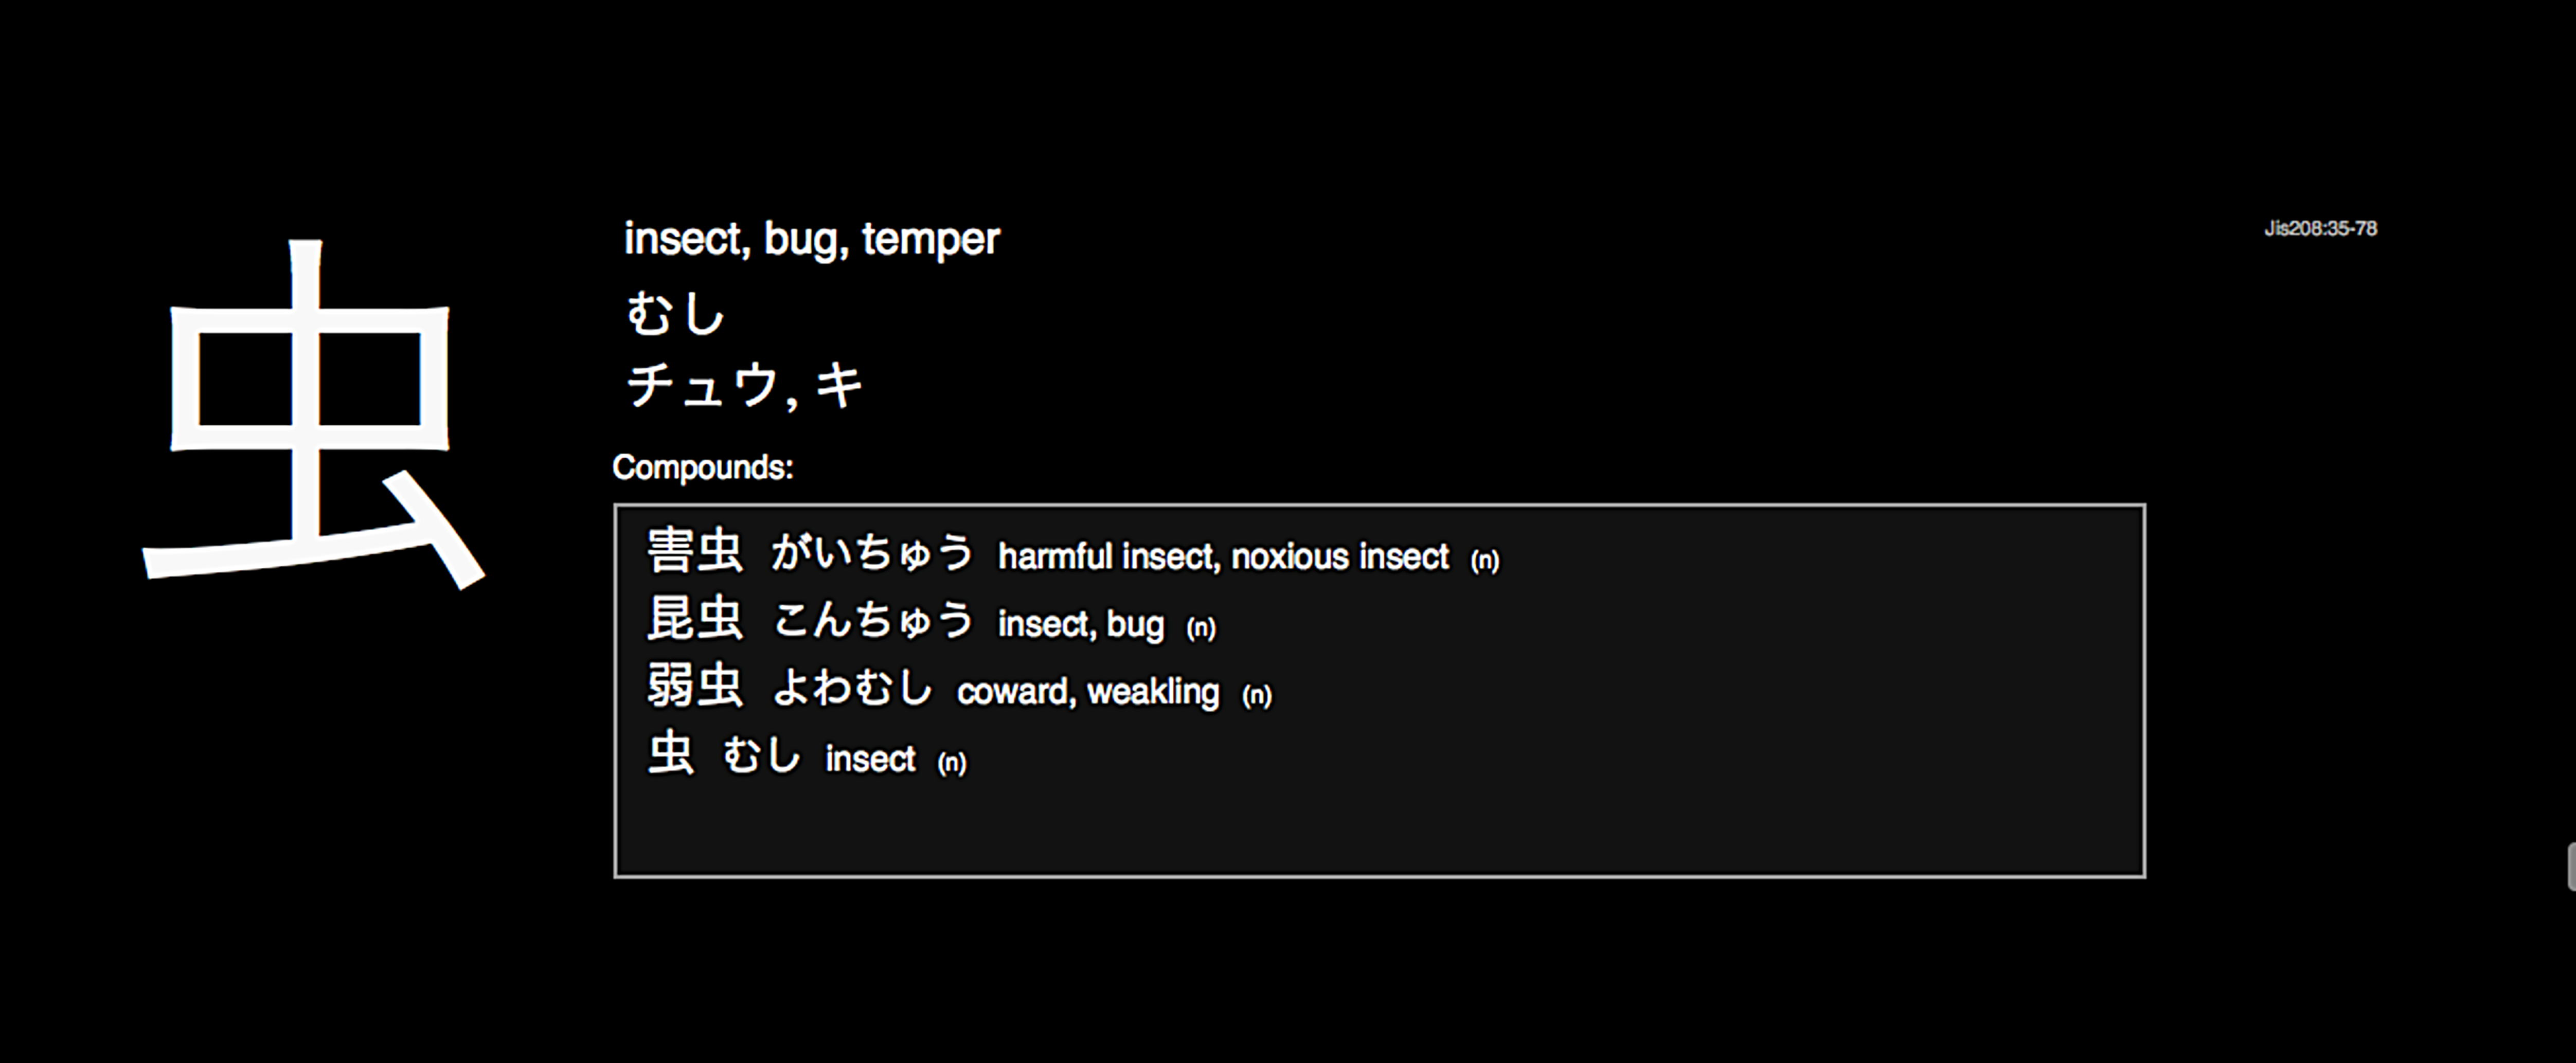 虫
insect, bug, temper
Jis208:35-78
むし
チュウ, キ
Compounds:
害虫 がいちゅう harmful insect, noxious insect (n)
昆虫 こんちゅう insect, bug (n)
弱虫 よわむし coward, weakling (n)
虫 むし insect (n)